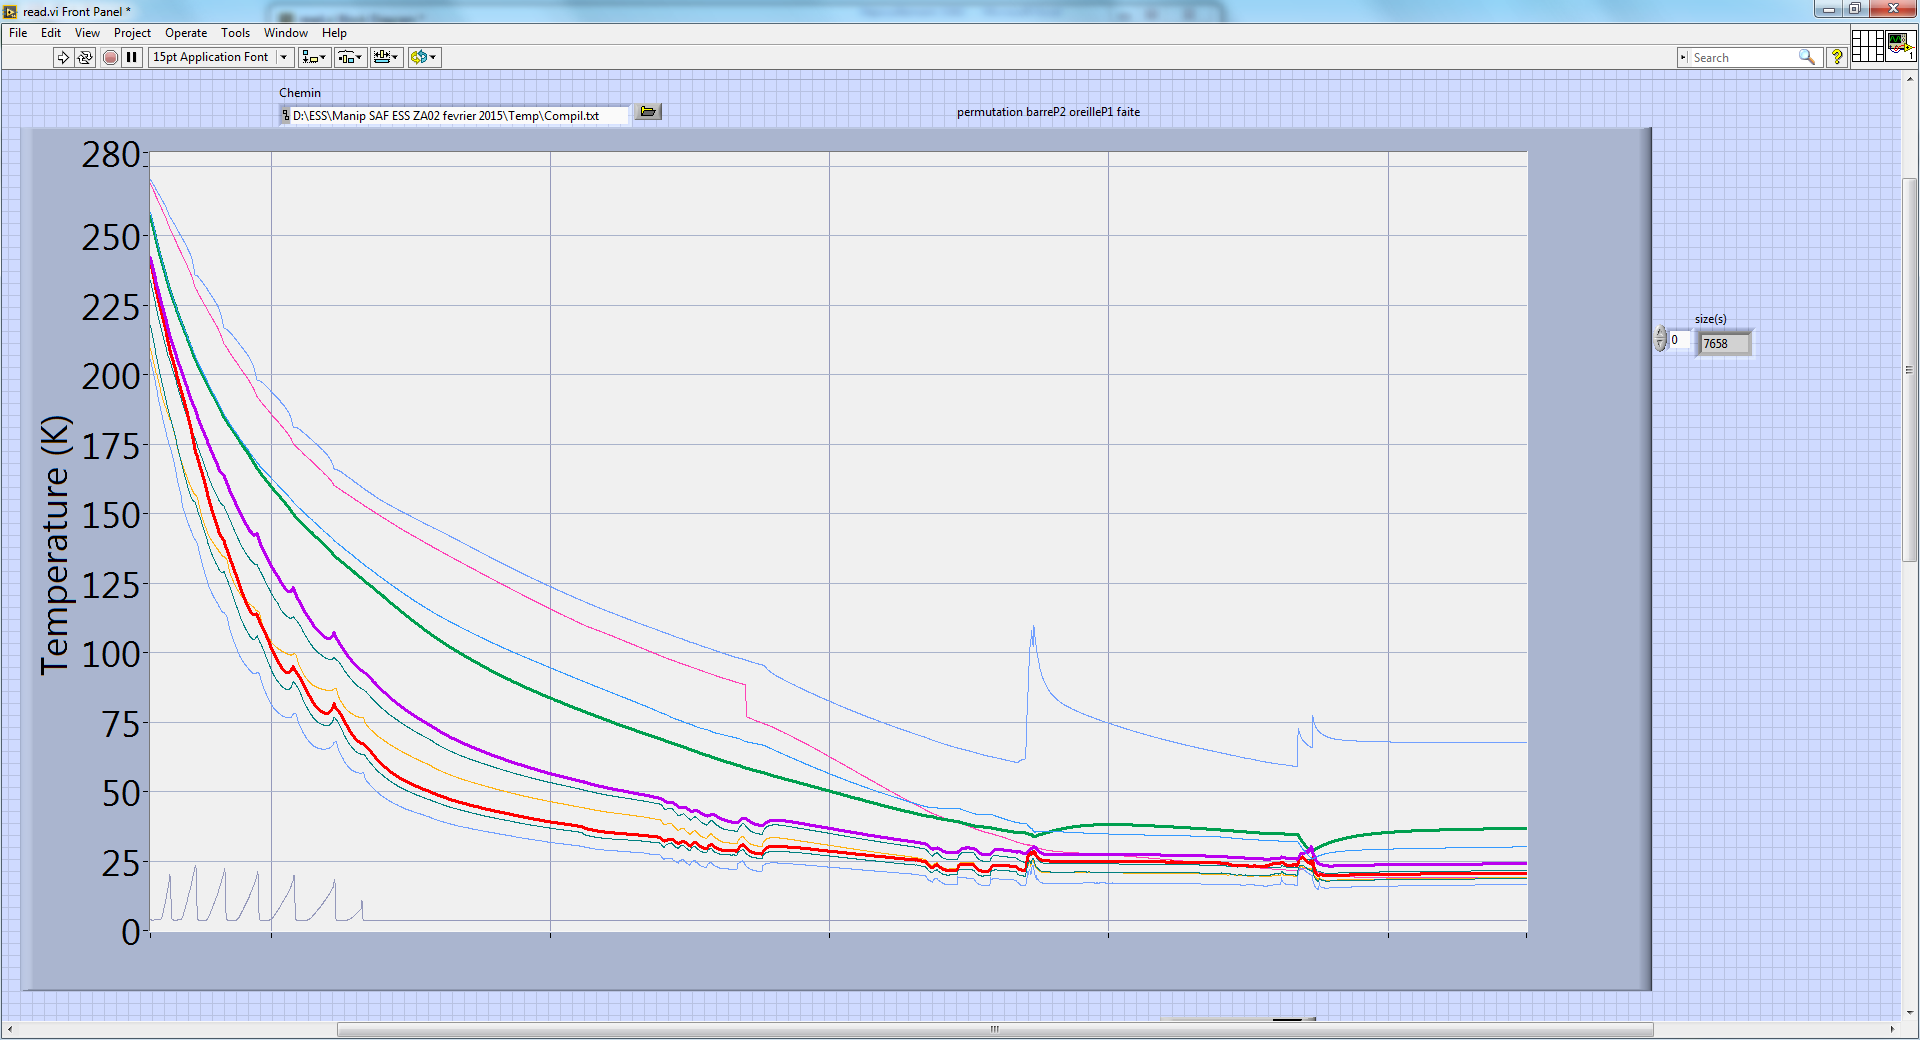 read.vi Front Panel *
File Edit View Project Operate Tools Window Help
15pt Application Font
Search
?
1
Chemin
D:\ESS\Manip SAF ESS ZA02 fevrier 2015\Temp\Compil.txt
permutation barreP2 oreilleP1 faite
280
250
225
200
175
150
125
100
75
50
25
0
Temperature (K)
size(s)
0
7658